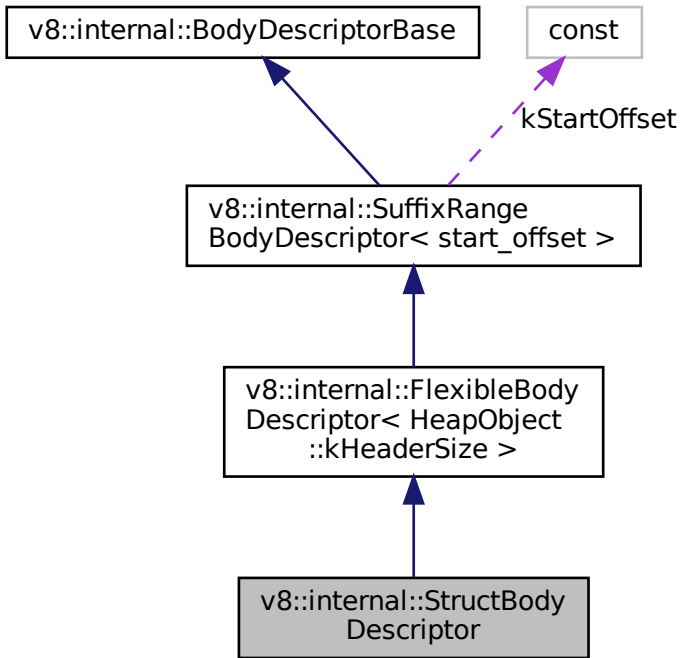 v8::internal::BodyDescriptorBase
const
kStartOffset
v8::internal::SuffixRange
BodyDescriptor< start_offset >
v8::internal::FlexibleBody
Descriptor< HeapObject
::kHeaderSize >
v8::internal::StructBody
Descriptor